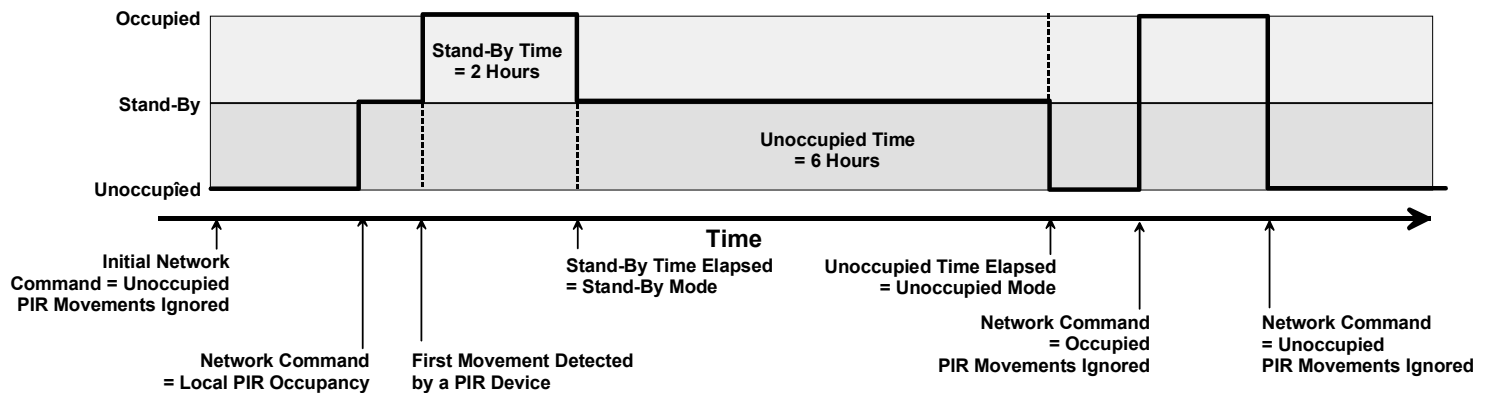 Occupied
Stand-By Time
= 2 Hours
Stand-By
Unoccupied Time
= 6 Hours
Unoccupied
Time
Initial Network
Command = Unoccupied
PIR Movements Ignored
Network Command
= Local PIR Occupancy
First Movement Detected
by a PIR Device
Stand-By Time Elapsed
= Stand-By Mode
Unoccupied Time Elapsed
= Unoccupied Mode
Network Command
= Occupied
PIR Movements Ignored
Network Command
= Unoccupied
PIR Movements Ignored